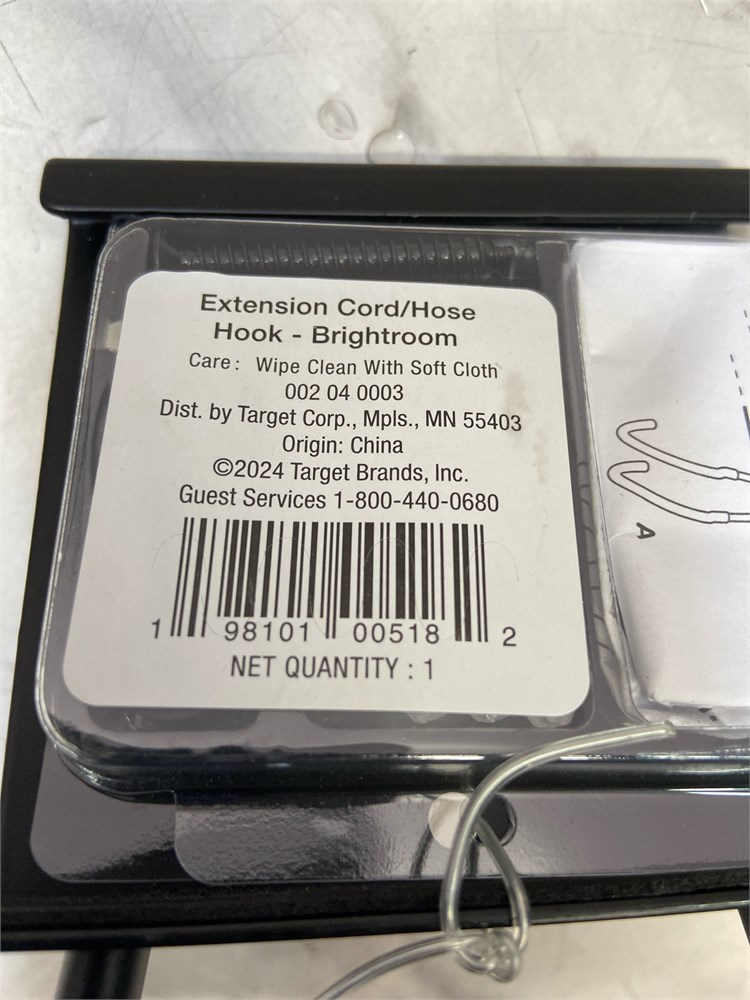 Extension Cord/Hose
Hook - Brightroom
Care: Wipe Clean With Soft Cloth
002 04 0003
Dist. by Target Corp., Mpls., MN 55403
Origin: China
©2024 Target Brands, Inc.
Guest Services 1-800-440-0680
1 98101 00518 2
NET QUANTITY : 1
A